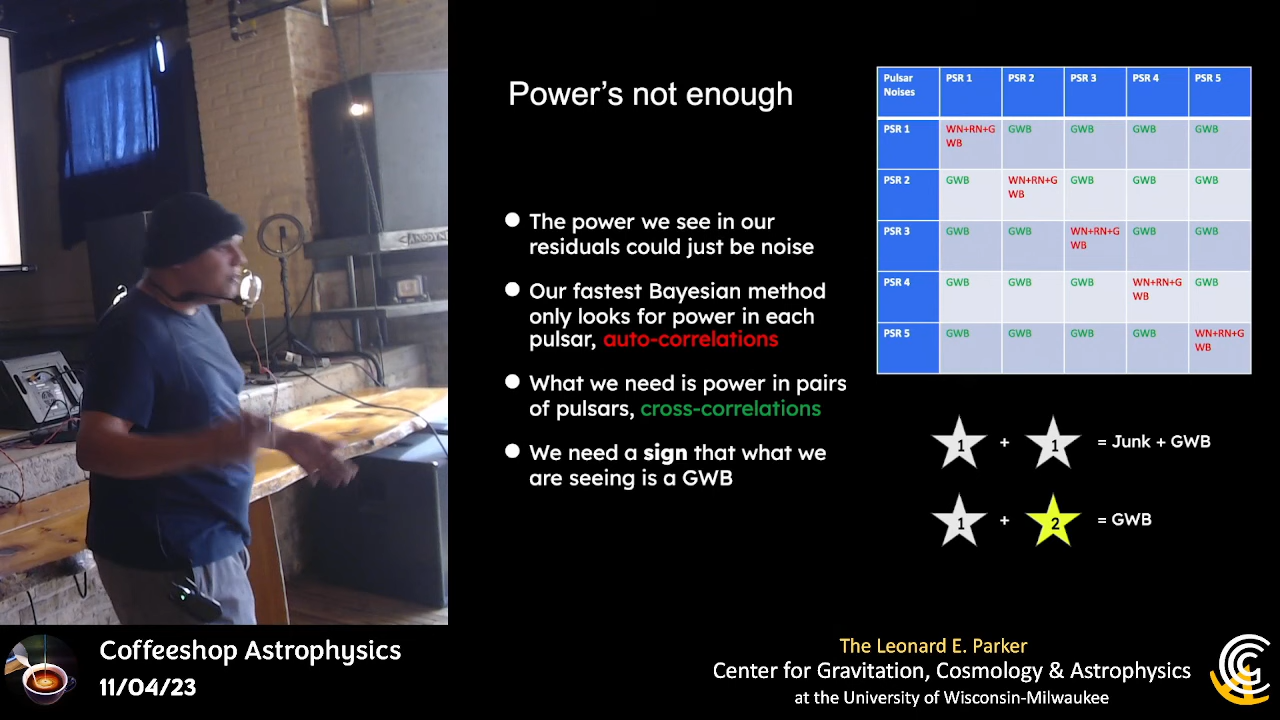 Power's not enough
● The power we see in our
residuals could just be noise
● Our fastest Bayesian method
only looks for power in each
pulsar, auto-correlations
● What we need is power in pairs
of pulsars, cross-correlations
● We need a sign that what we
are seeing is a GWB
Pulsar Noises PSR 1 PSR 2 PSR 3 PSR 4 PSR 5
PSR 1 WN+RN+GWB GWB GWB GWB GWB
PSR 2 GWB WN+RN+GWB GWB GWB GWB
PSR 3 GWB GWB WN+RN+GWB GWB GWB
PSR 4 GWB GWB GWB WN+RN+GWB GWB
PSR 5 GWB GWB GWB GWB WN+RN+GWB
1 + 1 = Junk + GWB
1 + 2 = GWB
Coffeeshop Astrophysics
11/04/23
The Leonard E. Parker
Center for Gravitation, Cosmology & Astrophysics
at the University of Wisconsin-Milwaukee